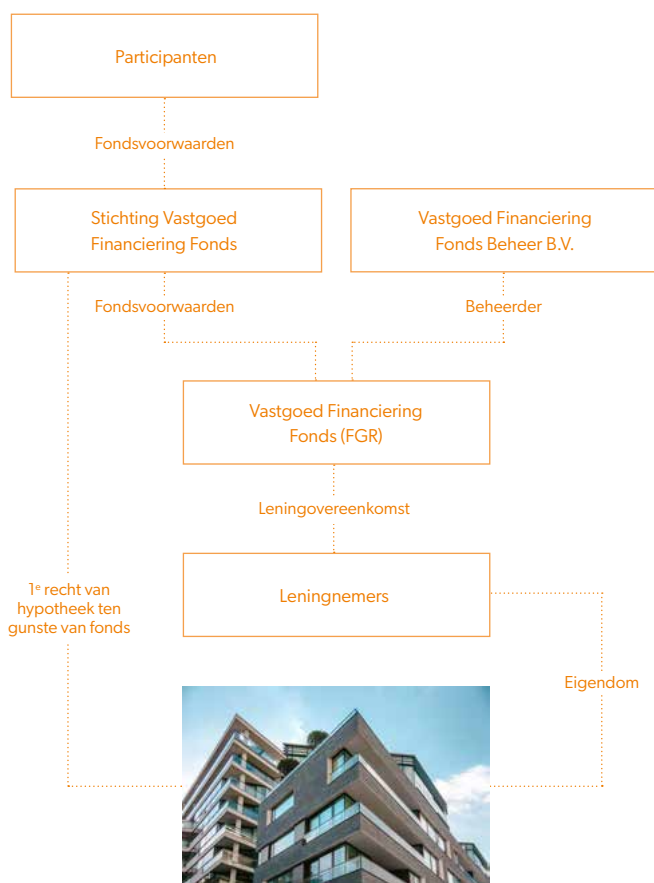 Participanten
Fondsvoorwaarden
Stichting Vastgoed
Financiering Fonds
Vastgoed Financiering
Fonds Beheer B.V.
Fondsvoorwaarden
Beheerder
Vastgoed Financiering
Fonds (FGR)
Leningovereenkomst
Leningnemers
1e recht van
hypotheek ten
gunste van fonds
Eigendom